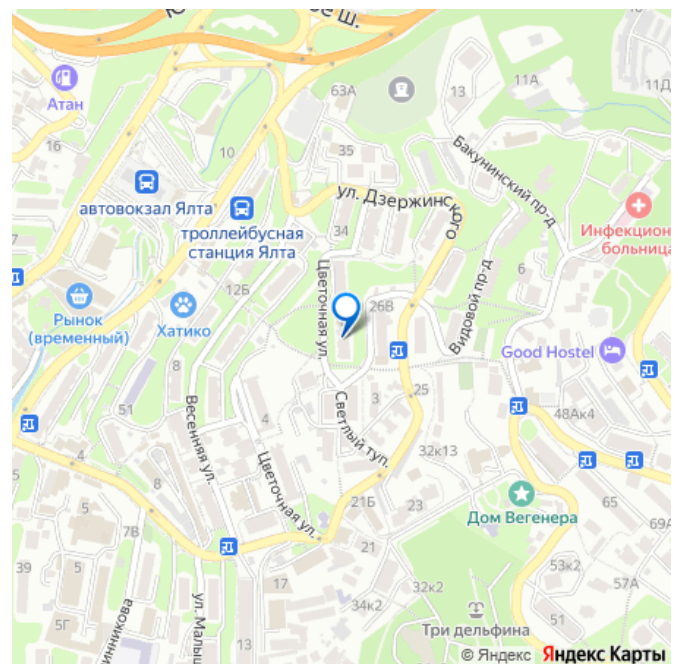 Ю
ое Ш.
Атан
16
63А
13
11А
11Д
10
35
Бакунинский пр-д
автовокзал Ялта
ул. Дзержинского
троллейбусная
станция Ялта
34
Инфекцион
больница
6
12Б
Цветочная ул.
26В
Видовой пр-д
Рынок
(временный)
Хатико
Good Hostel
8
51
4
3
25
Весенняя ул.
Светлый туп.
48Ак4
32к13
5
8
Цветочная ул.
21Б
23
Дом Вегенера
65
69А
5
7В
21
39
17
53к2
57А
32к2
34к2
51
5Г
инникова
ул. Малыш
13
Три дельфина
© Яндекс Яндекс Карты